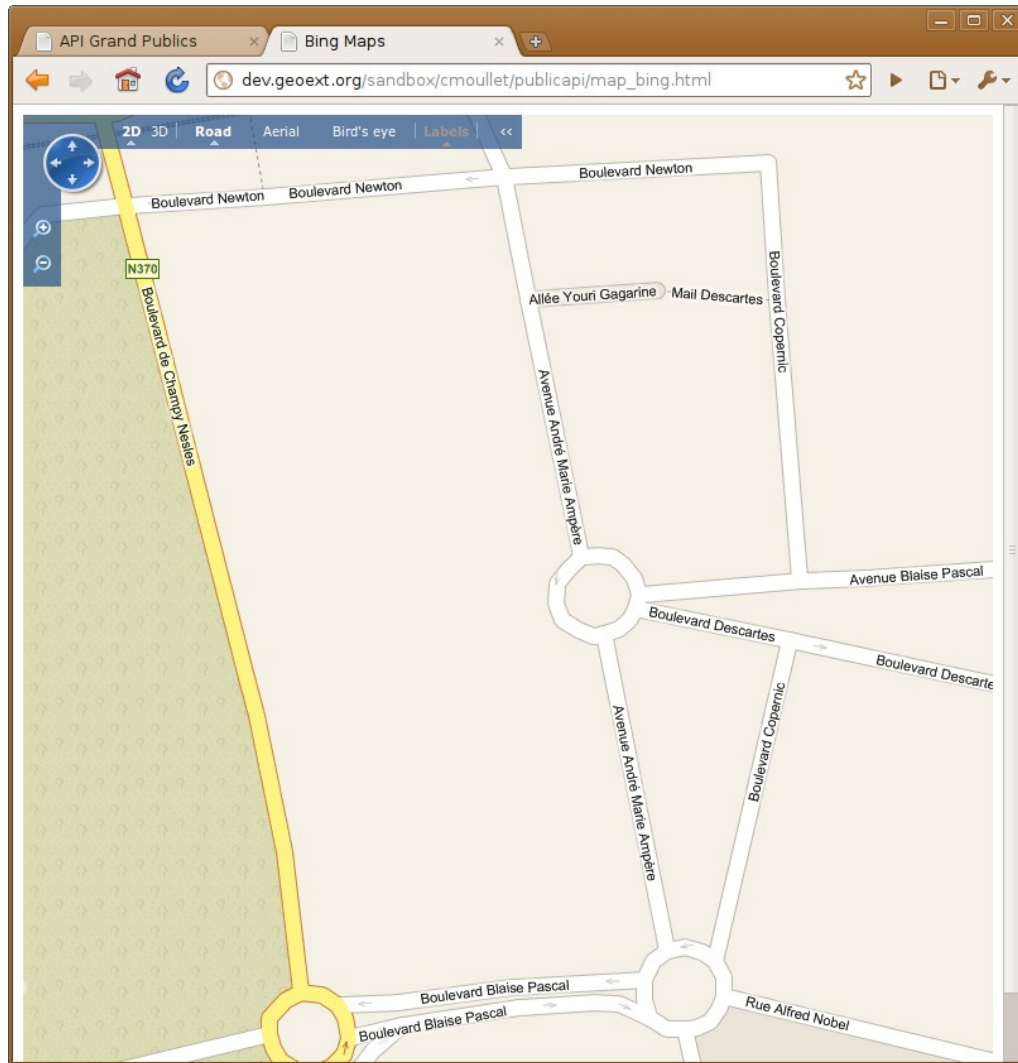 API Grand Publics
Bing Maps
dev.geoext.org/sandbox/cmoullet/publicapi/map_bing.html
2D 3D Road Aerial Bird's eye Labels <<
Boulevard Newton
Boulevard Newton
Boulevard Newton
N370
Boulevard de Champy Nesles
Allée Youri Gagarine
Mail Descartes
Boulevard Copernic
Avenue André Marie Ampère
Avenue Blaise Pascal
Boulevard Descartes
Boulevard Descarte
Avenue André Marie Ampère
Boulevard Copernic
Boulevard Blaise Pascal
Boulevard Blaise Pascal
Rue Alfred Nobel